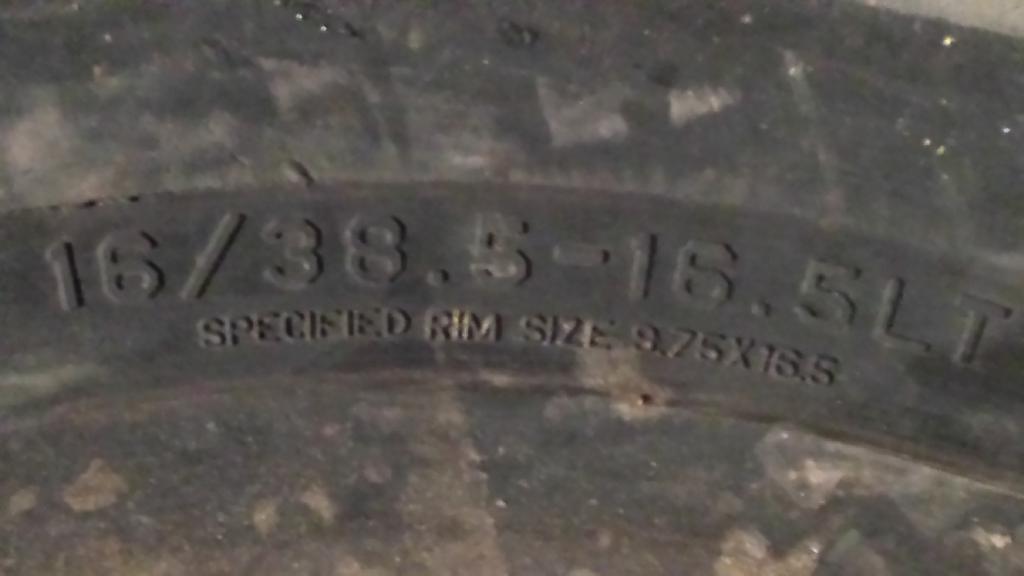 16/38.5-16.5LT
SPECIFIED RIM SIZE 9.75X16.5